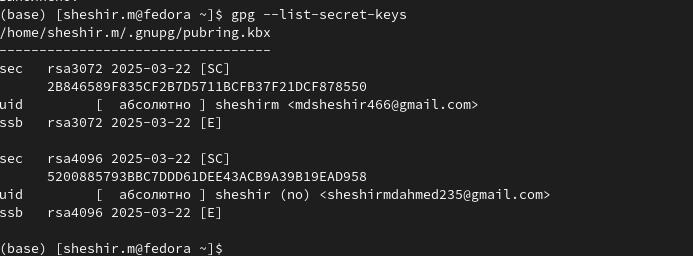 (base) [sheshir.m@fedora ~]$ gpg --list-secret-keys
/home/sheshir.m/.gnupg/pubring.kbx
----------------------------------
sec   rsa3072 2025-03-22 [SC]
      2B846589F835CF2B7D5711BCFB37F21DCF878550
uid         [  абсолютно ] sheshirm <mdsheshir466@gmail.com>
ssb   rsa3072 2025-03-22 [E]

sec   rsa4096 2025-03-22 [SC]
      5200885793BBC7DDD61DEE43ACB9A39B19EAD958
uid         [  абсолютно ] sheshir (no) <sheshirmdahmed235@gmail.com>
ssb   rsa4096 2025-03-22 [E]

(base) [sheshir.m@fedora ~]$